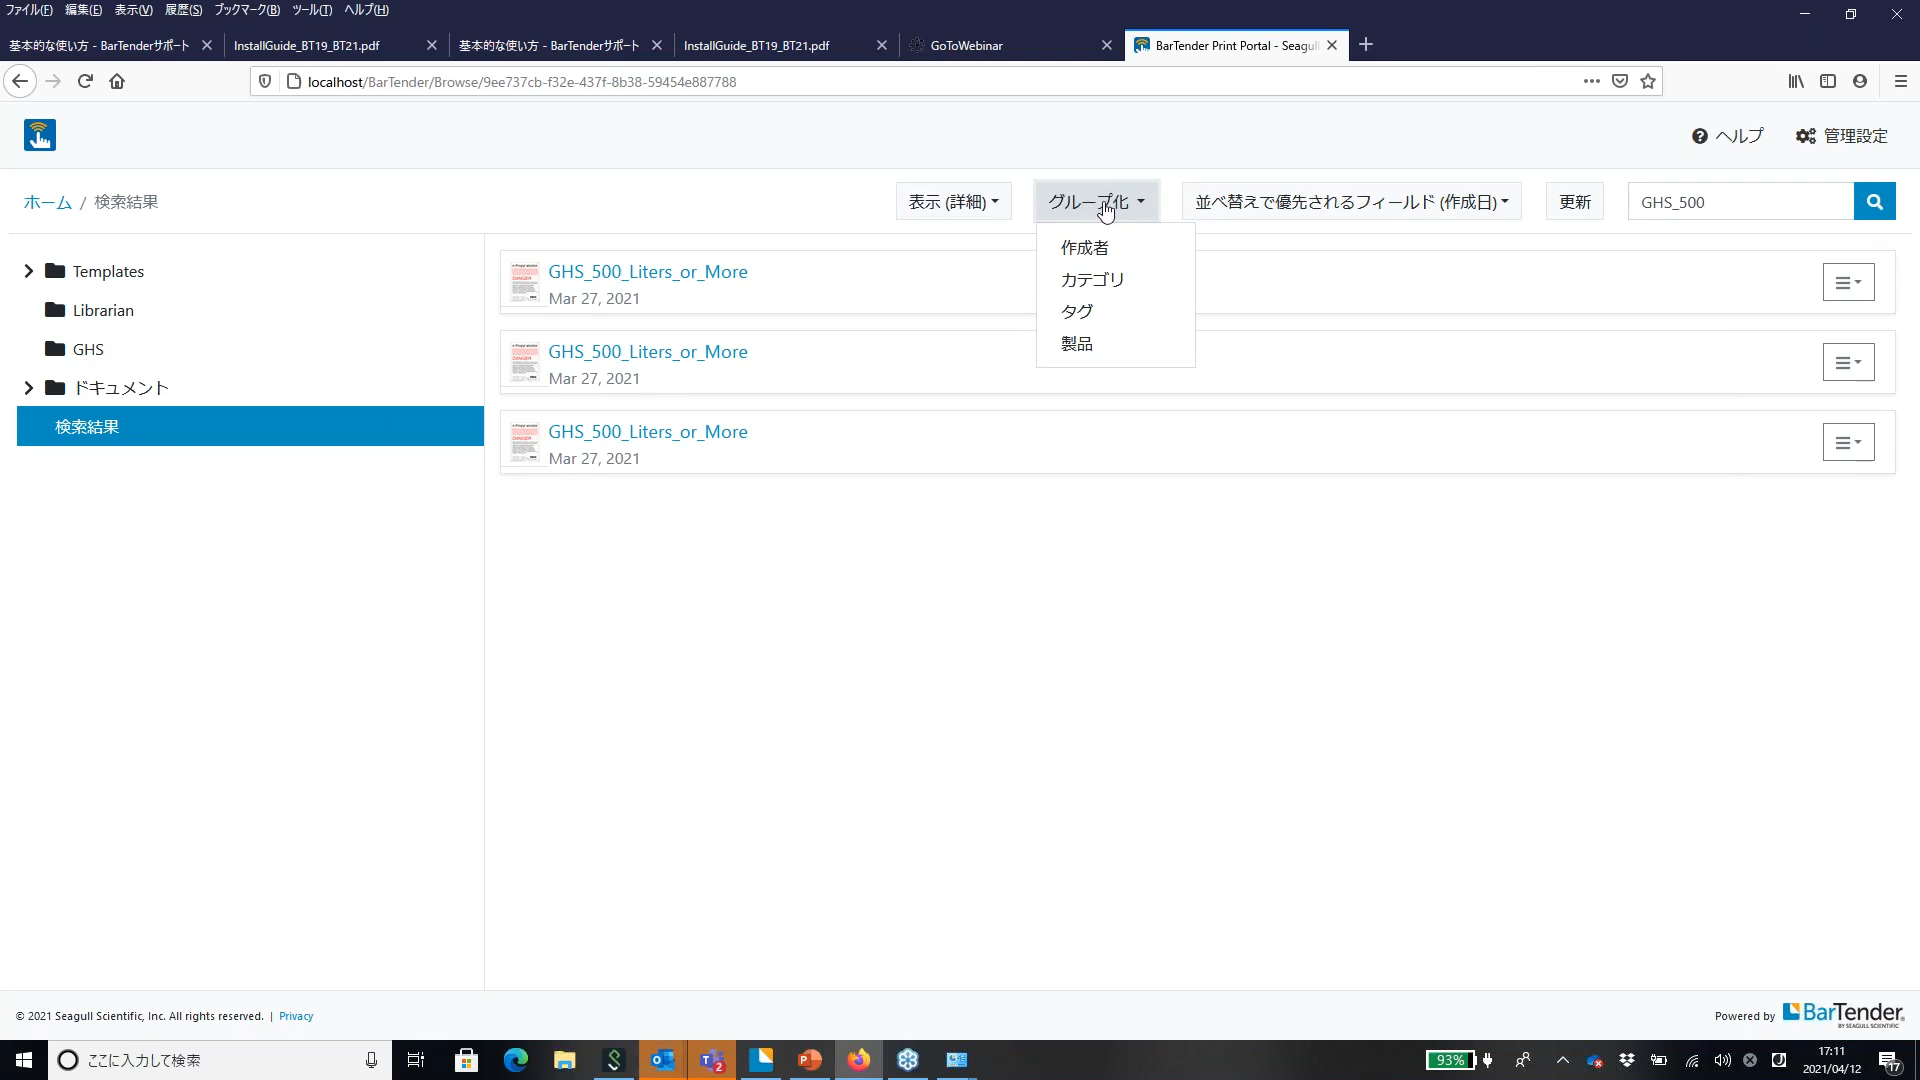 ファイル(F) 編集(E) 表示(V) 履歴(S) ブックマーク(B) ツール(T) ヘルプ(H)
基本的な使い方 - BarTenderサポート InstallGuide_BT19_BT21.pdf 基本的な使い方 - BarTenderサポート InstallGuide_BT19_BT21.pdf GoToWebinar BarTender Print Portal - Seagull
localhost/BarTender/Browse/9ee737cb-f32e-437f-8b38-59454e887788
ヘルプ 管理設定
ホーム / 検索結果 表示 (詳細) グループ化 並べ替えで優先されるフィールド (作成日) 更新 GHS_500
作成者
カテゴリ
タグ
製品
Templates
Librarian
GHS
ドキュメント
検索結果
GHS_500_Liters_or_More
Mar 27, 2021
GHS_500_Liters_or_More
Mar 27, 2021
GHS_500_Liters_or_More
Mar 27, 2021
© 2021 Seagull Scientific, Inc. All rights reserved. | Privacy
Powered by BarTender
BY SEAGULL SCIENTIFIC
ここに入力して検索
93%
17:11
2021/04/12
17